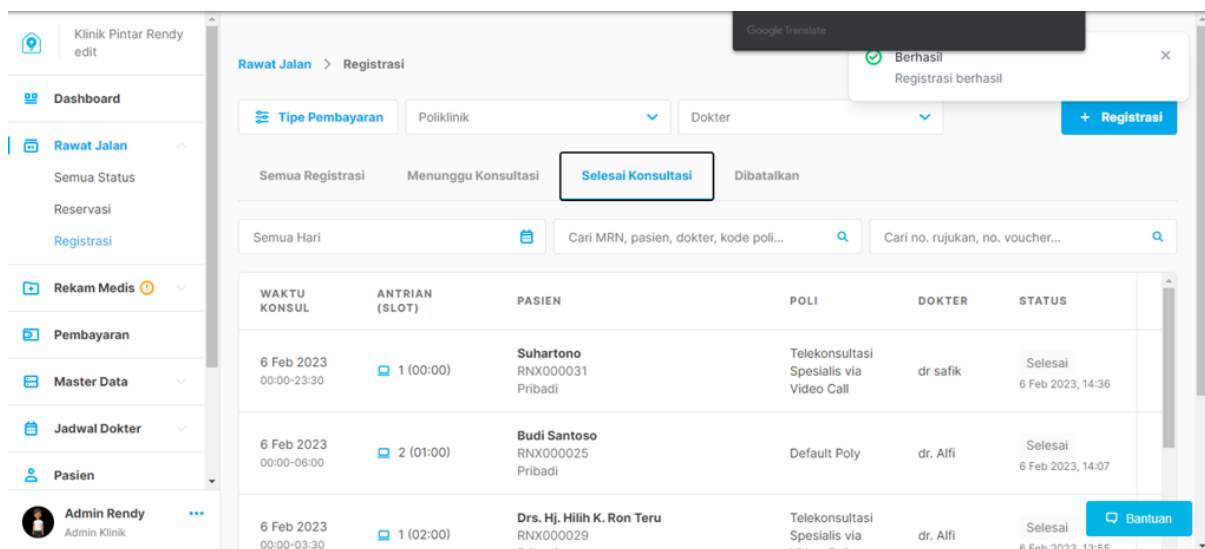 Klinik Pintar Rendy
edit
Dashboard
Rawat Jalan
Semua Status
Reservasi
Registrasi
Rekam Medis
Pembayaran
Master Data
Jadwal Dokter
Pasien
Admin Rendy
Admin Klinik
Google Translate
Berhasil
Registrasi berhasil
Rawat Jalan > Registrasi
Tipe Pembayaran Poliklinik Dokter + Registrasi
Semua Registrasi Menunggu Konsultasi Selesai Konsultasi Dibatalkan
Semua Hari Cari MRN, pasien, dokter, kode poli... Cari no. rujukan, no. voucher...
WAKTU KONSUL ANTRIAN (SLOT) PASIEN POLI DOKTER STATUS
6 Feb 2023
00:00-23:30
1 (00:00)
Suhartono
RNX000031
Pribadi
Telekonsultasi
Spesialis via
Video Call
dr safik
Selesai
6 Feb 2023, 14:36
6 Feb 2023
00:00-06:00
2 (01:00)
Budi Santoso
RNX000025
Pribadi
Default Poly
dr. Alfi
Selesai
6 Feb 2023, 14:07
6 Feb 2023
00:00-03:30
1 (02:00)
Drs. Hj. Hilih K. Ron Teru
RNX000029
Telekonsultasi
Spesialis via
dr. Alfi
Selesai
6 Feb 2023, 13:55
Bantuan